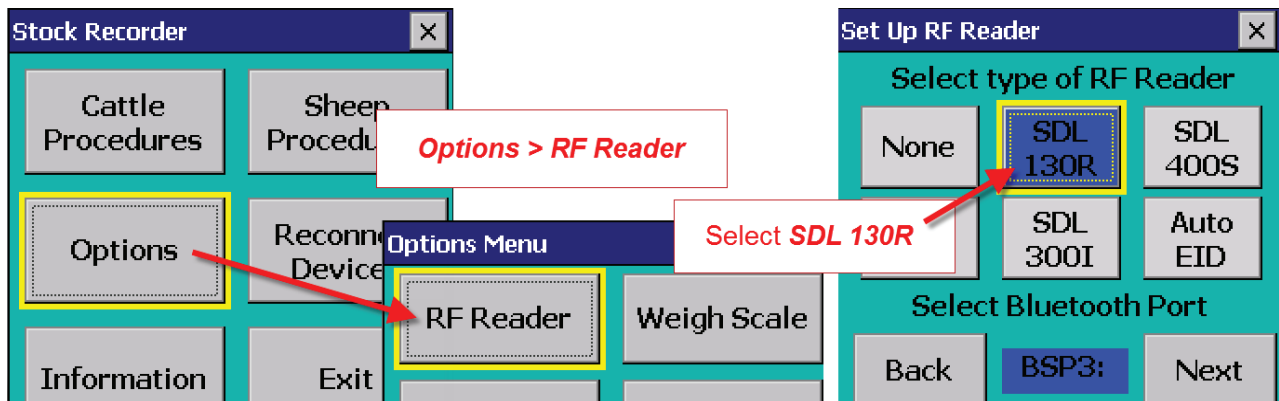 Stock Recorder
Cattle
Procedures
Sheep
Options
Information
Exit
Options > RF Reader
Options Menu
RF Reader
Weigh Scale
Select SDL 130R
Set Up RF Reader
Select type of RF Reader
None
SDL
130R
SDL
400S
SDL
300I
Auto
EID
Select Bluetooth Port
Back
BSP3:
Next